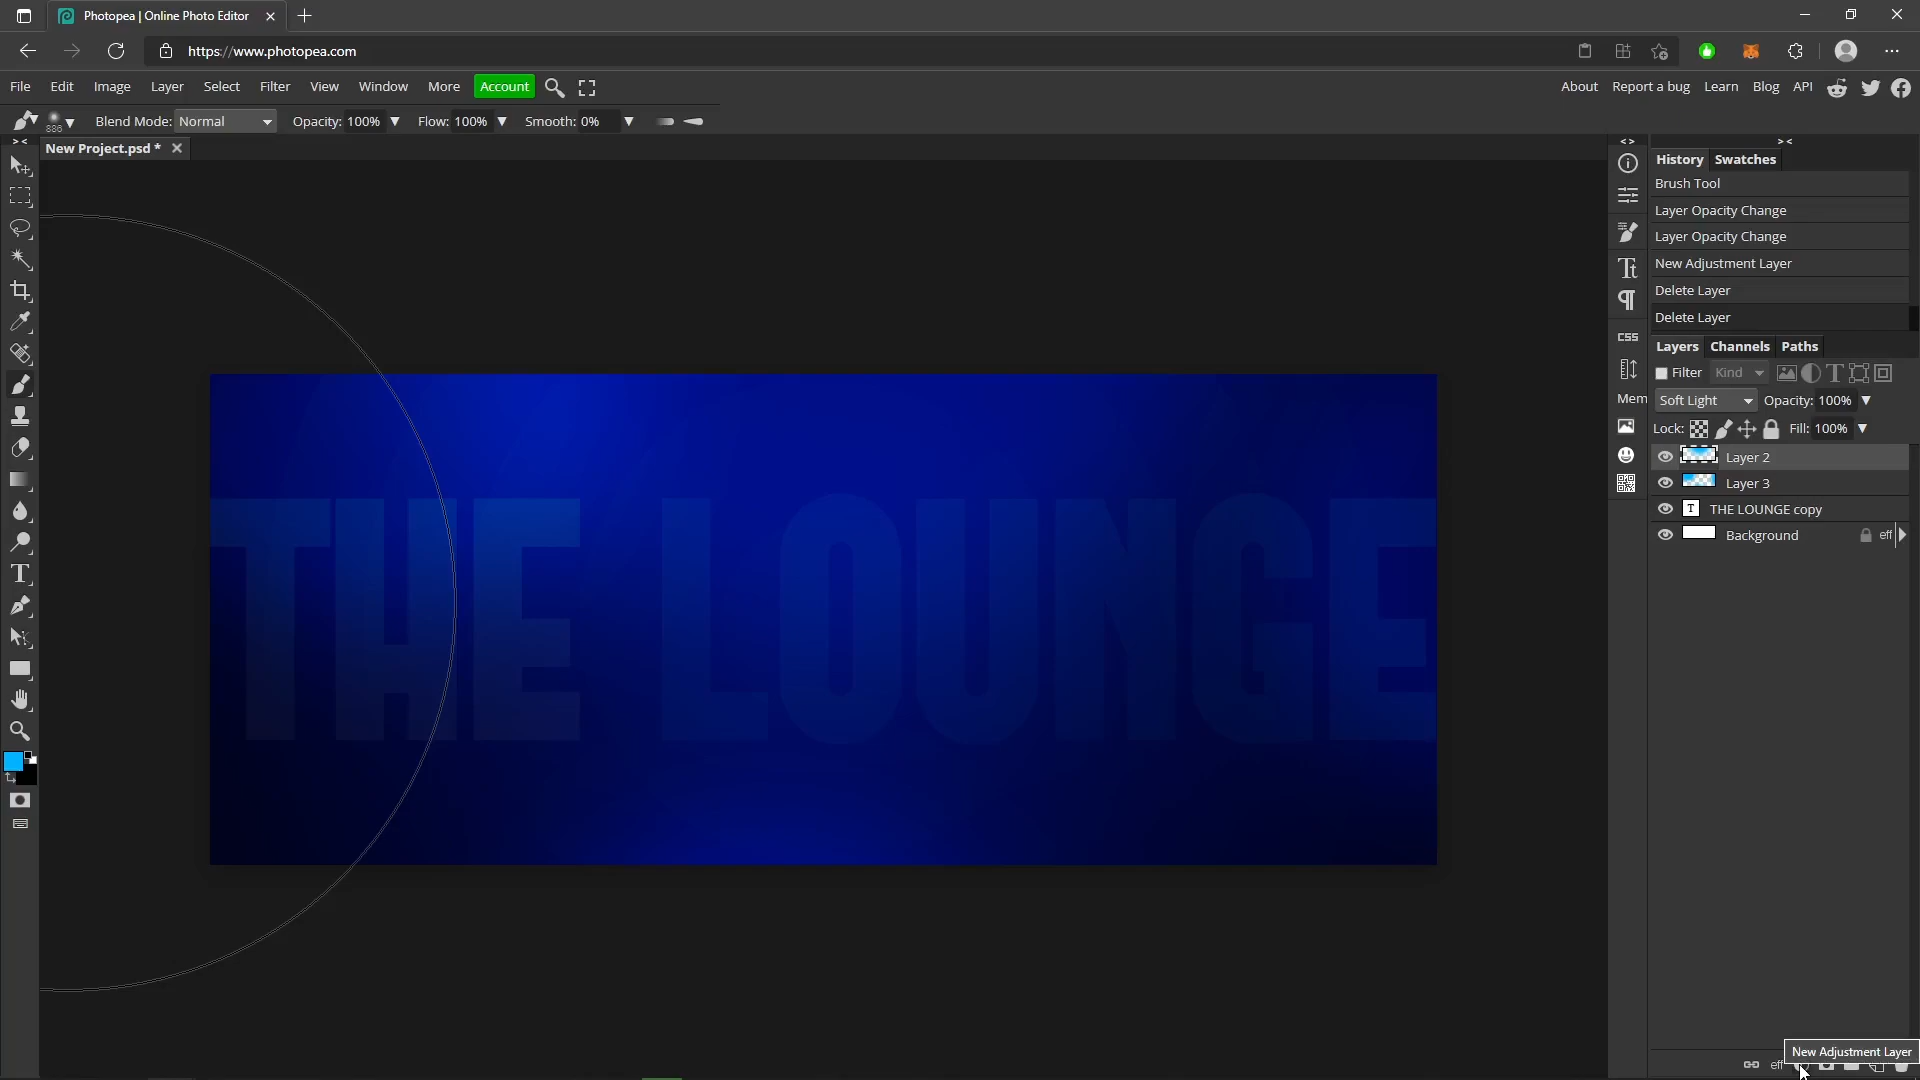 Photopea | Online Photo Editor
https://www.photopea.com
File Edit Image Layer Select Filter View Window More Account
About Report a bug Learn Blog API
886 Blend Mode: Normal Opacity: 100% Flow: 100% Smooth: 0%
New Project.psd *
History Swatches
Brush Tool
Layer Opacity Change
Layer Opacity Change
New Adjustment Layer
Delete Layer
Delete Layer
CSS
Layers Channels Paths
Filter Kind
Mem
Soft Light Opacity: 100%
Lock: Fill: 100%
Layer 2
Layer 3
T THE LOUNGE copy
Background eff
THE LOUNGE
New Adjustment Layer
eff